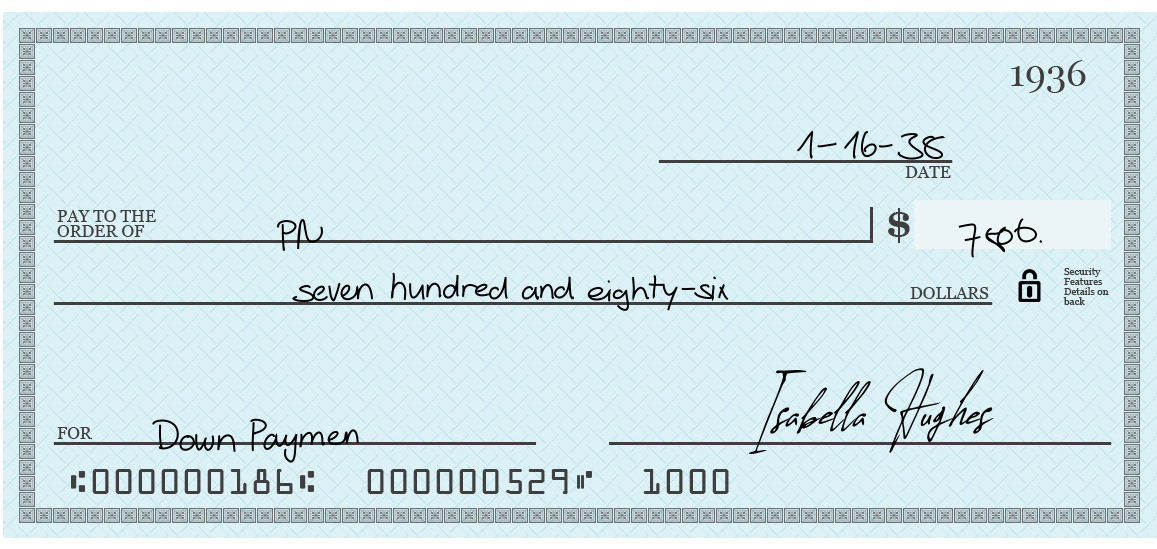 1936
1-16-38
DATE
PAY TO THE
ORDER OF PN $
seven hundred and eighty-six DOLLARS
Security
Features
Details on
back
FOR Down Paymen Isabella Hughes
⑆000000186⑆ 000000529⑈ 1000